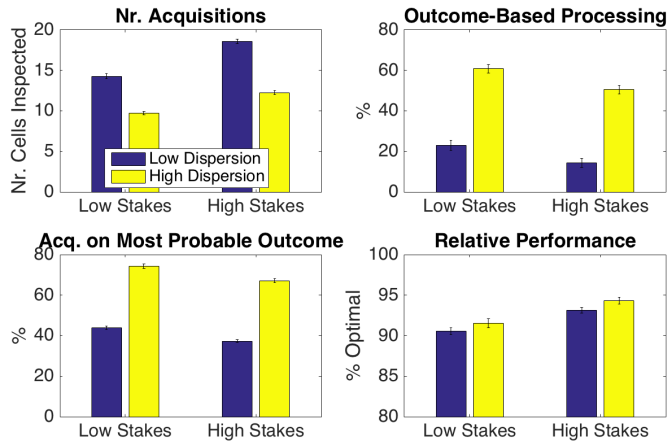 Nr. Acquisitions
20
15
10
5
0
Nr. Cells Inspected
Low Dispersion
High Dispersion
Low Stakes High Stakes
Outcome-Based Processing
80
60
40
20
0
%
Low Stakes High Stakes
Acq. on Most Probable Outcome
80
60
40
20
0
%
Low Stakes High Stakes
Relative Performance
100
95
90
85
80
% Optimal
Low Stakes High Stakes